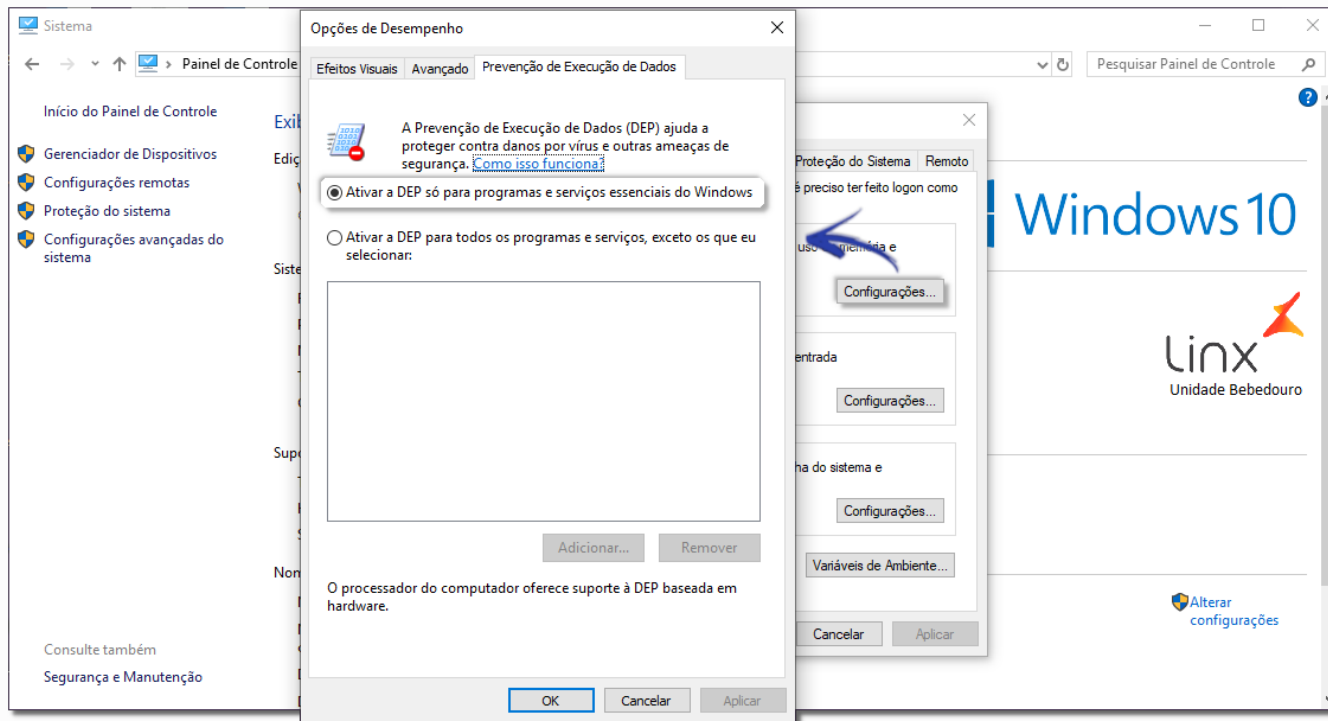 Sistema
Painel de Controle
Pesquisar Painel de Controle
Início do Painel de Controle
Gerenciador de Dispositivos
Configurações remotas
Proteção do sistema
Configurações avançadas do
sistema
Consulte também
Segurança e Manutenção
Opções de Desempenho
Efeitos Visuais
Avançado
Prevenção de Execução de Dados
A Prevenção de Execução de Dados (DEP) ajuda a
proteger contra danos por vírus e outras ameaças de
segurança. Como isso funciona?
Ativar a DEP só para programas e serviços essenciais do Windows
Ativar a DEP para todos os programas e serviços, exceto os que eu
selecionar:
Adicionar...
Remover
O processador do computador oferece suporte à DEP baseada em
hardware.
OK
Cancelar
Aplicar
Proteção do Sistema
Remoto
é preciso ter feito logon como
uso memória e
Configurações...
entrada
Configurações...
do sistema e
Configurações...
Variáveis de Ambiente...
Cancelar
Aplicar
Windows 10
Linx
Unidade Bebedouro
Alterar
configurações